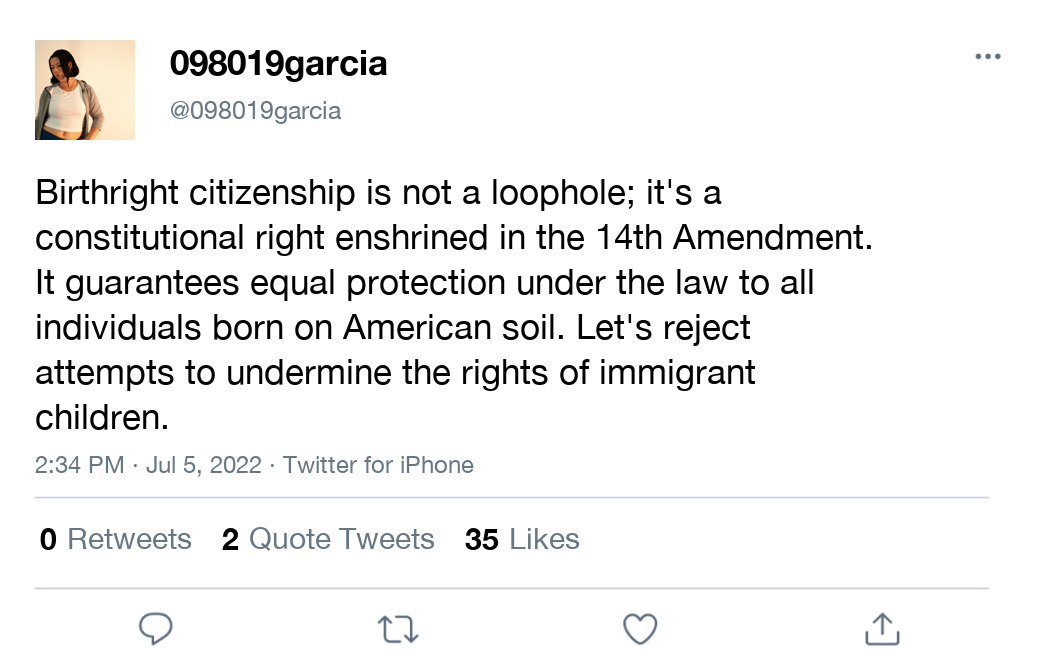 098019garcia
@098019garcia
Birthright citizenship is not a loophole; it's a
constitutional right enshrined in the 14th Amendment.
It guarantees equal protection under the law to all
individuals born on American soil. Let's reject
attempts to undermine the rights of immigrant
children.
2:34 PM · Jul 5, 2022 · Twitter for iPhone
0 Retweets 2 Quote Tweets 35 Likes